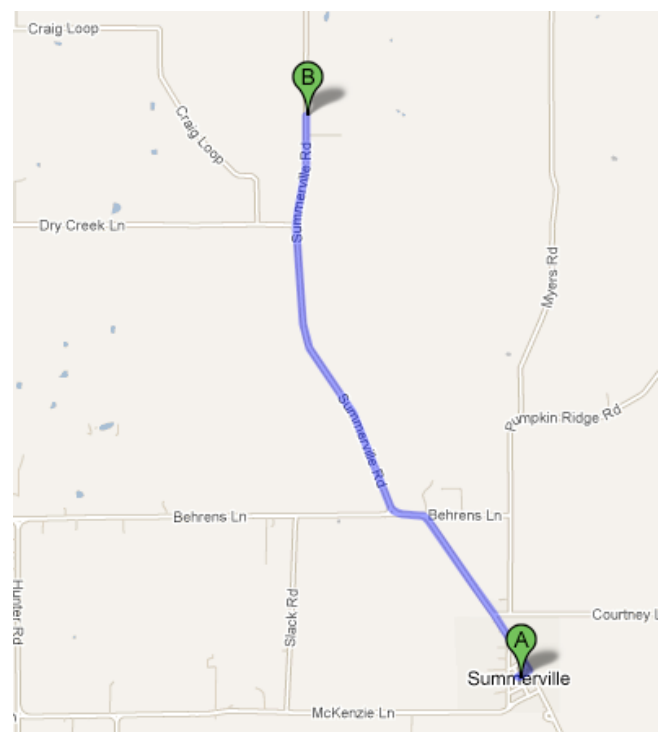 Craig Loop
B
Craig Loop
Summerville Rd
Dry Creek Ln
Myers Rd
Summerville Rd
Pumpkin Ridge Rd
Behrens Ln
Behrens Ln
Hunter Rd
Slack Rd
Courtney L
A
Summerville
McKenzie Ln